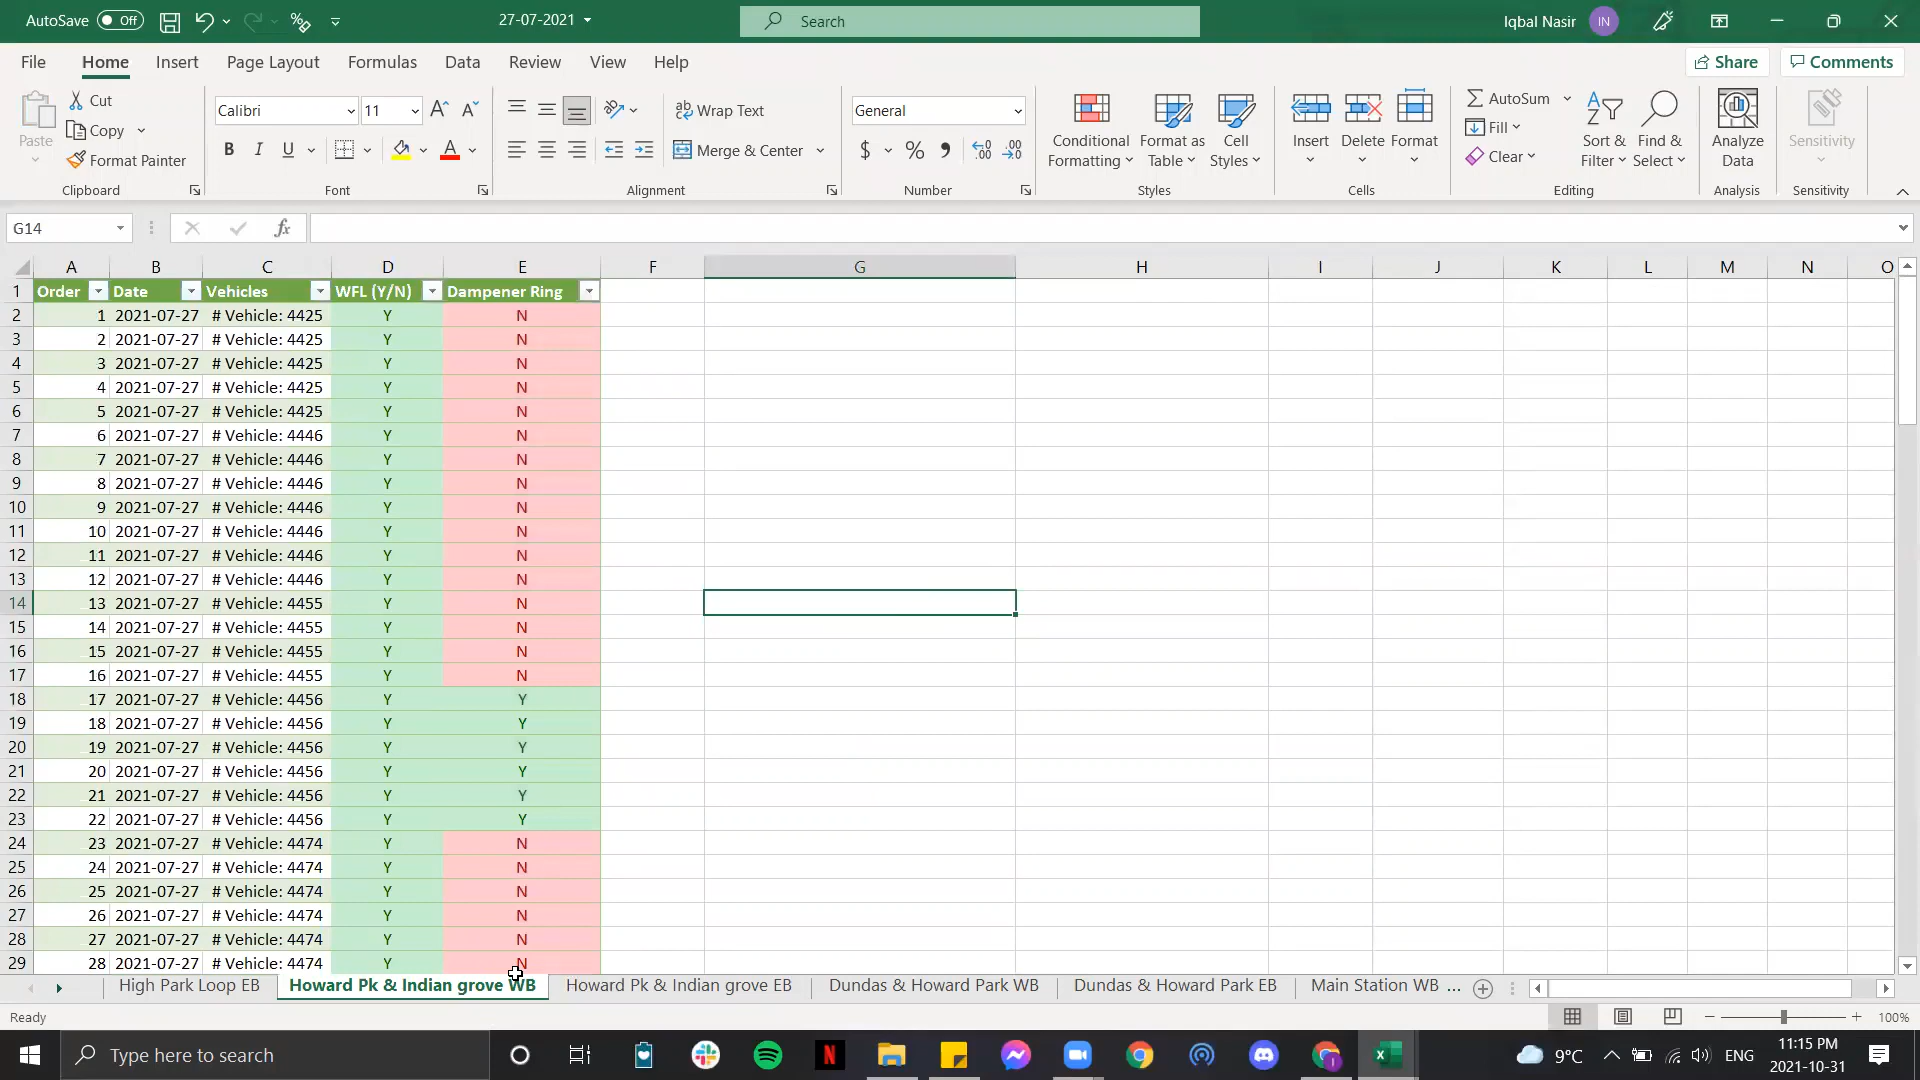 AutoSave Off 27-07-2021 Search Iqbal Nasir IN
File Home Insert Page Layout Formulas Data Review View Help Share Comments
Paste Cut Copy Format Painter Clipboard
Calibri 11 B I U A Font
ab Wrap Text Merge & Center Alignment
General $ % Number
Conditional Formatting Format as Table Cell Styles Styles
Insert Delete Format Cells
AutoSum Fill Clear Sort & Filter Find & Select Editing
Analyze Data Analysis
Sensitivity Sensitivity
G14 fx
A B C D E F G H I J K L M N O
1 Order Date Vehicles WFL (Y/N) Dampener Ring
2 1 2021-07-27 # Vehicle: 4425 Y N
3 2 2021-07-27 # Vehicle: 4425 Y N
4 3 2021-07-27 # Vehicle: 4425 Y N
5 4 2021-07-27 # Vehicle: 4425 Y N
6 5 2021-07-27 # Vehicle: 4425 Y N
7 6 2021-07-27 # Vehicle: 4446 Y N
8 7 2021-07-27 # Vehicle: 4446 Y N
9 8 2021-07-27 # Vehicle: 4446 Y N
10 9 2021-07-27 # Vehicle: 4446 Y N
11 10 2021-07-27 # Vehicle: 4446 Y N
12 11 2021-07-27 # Vehicle: 4446 Y N
13 12 2021-07-27 # Vehicle: 4446 Y N
14 13 2021-07-27 # Vehicle: 4455 Y N
15 14 2021-07-27 # Vehicle: 4455 Y N
16 15 2021-07-27 # Vehicle: 4455 Y N
17 16 2021-07-27 # Vehicle: 4455 Y N
18 17 2021-07-27 # Vehicle: 4456 Y Y
19 18 2021-07-27 # Vehicle: 4456 Y Y
20 19 2021-07-27 # Vehicle: 4456 Y Y
21 20 2021-07-27 # Vehicle: 4456 Y Y
22 21 2021-07-27 # Vehicle: 4456 Y Y
23 22 2021-07-27 # Vehicle: 4456 Y Y
24 23 2021-07-27 # Vehicle: 4474 Y N
25 24 2021-07-27 # Vehicle: 4474 Y N
26 25 2021-07-27 # Vehicle: 4474 Y N
27 26 2021-07-27 # Vehicle: 4474 Y N
28 27 2021-07-27 # Vehicle: 4474 Y N
29 28 2021-07-27 # Vehicle: 4474 Y N
High Park Loop EB Howard Pk & Indian grove WB Howard Pk & Indian grove EB Dundas & Howard Park WB Dundas & Howard Park EB Main Station WB ...
Ready 100%
Type here to search 9°C ENG 11:15 PM
2021-10-31